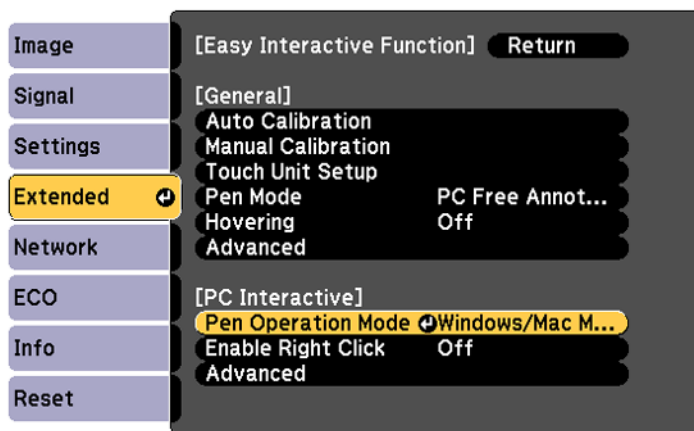 Image
Signal
Settings
Extended
Network
ECO
Info
Reset
[Easy Interactive Function] Return
[General]
Auto Calibration
Manual Calibration
Touch Unit Setup
Pen Mode PC Free Annot...
Hovering Off
Advanced
[PC Interactive]
Pen Operation Mode Windows/Mac M...
Enable Right Click Off
Advanced